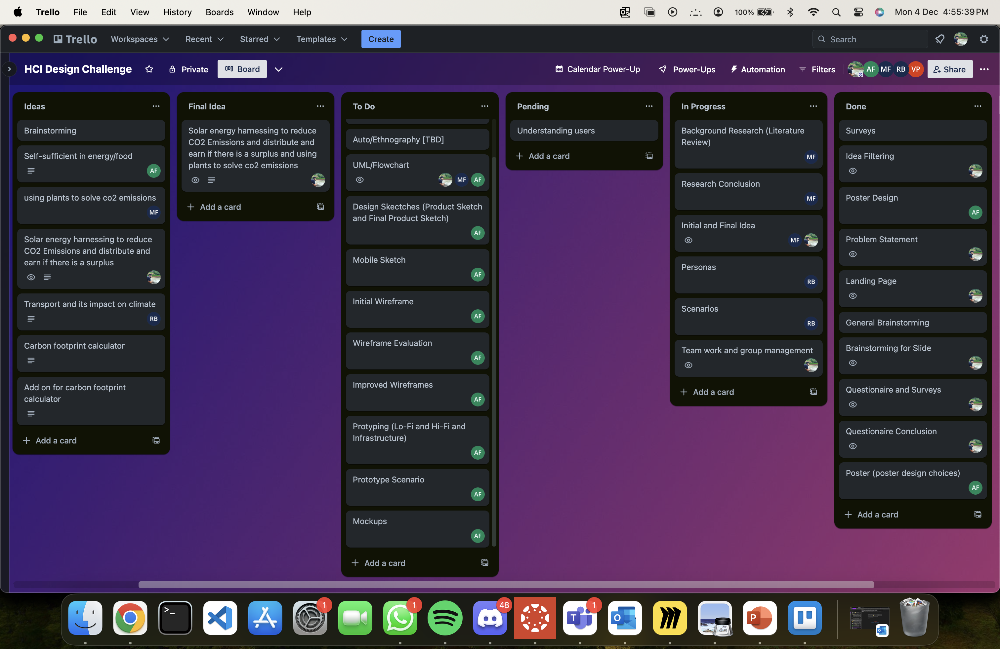 Trello File Edit View History Boards Window Help
100%
Mon 4 Dec 4:55:39 PM
Trello
Workspaces
Recent
Starred
Templates
Create
Search
HCI Design Challenge
Private
Board
Calendar Power-Up
Power-Ups
Automation
Filters
AF
MF
RB
VP
Share
Ideas
Brainstorming
Self-sufficient in energy/food
AF
using plants to solve co2 emissions
MF
Solar energy harnessing to reduce
CO2 Emissions and distribute and
earn if there is a surplus
Transport and its impact on climate
RB
Carbon footprint calculator
Add on for carbon footprint
calculator
Add a card
Final Idea
Solar energy harnessing to reduce
CO2 Emissions and distribute and
earn if there is a surplus and using
plants to solve co2 emissions
Add a card
To Do
Auto/Ethnography [TBD]
UML/Flowchart
MF
AF
Design Skectches (Product Sketch
and Final Product Sketch)
AF
Mobile Sketch
AF
Initial Wireframe
AF
Wireframe Evaluation
AF
Improved Wireframes
AF
Protyping (Lo-Fi and Hi-Fi and
Infrastructure)
AF
Prototype Scenario
AF
Mockups
AF
Add a card
Pending
Understanding users
Add a card
In Progress
Background Research (Literature
Review)
MF
Research Conclusion
MF
Initial and Final Idea
MF
Personas
RB
Scenarios
RB
Team work and group management
Add a card
Done
Surveys
Idea Filtering
Poster Design
AF
Problem Statement
Landing Page
General Brainstorming
Brainstorming for Slide
Questionaire and Surveys
Questionaire Conclusion
Poster (poster design choices)
AF
Add a card
1
1
48
1
T
O
P